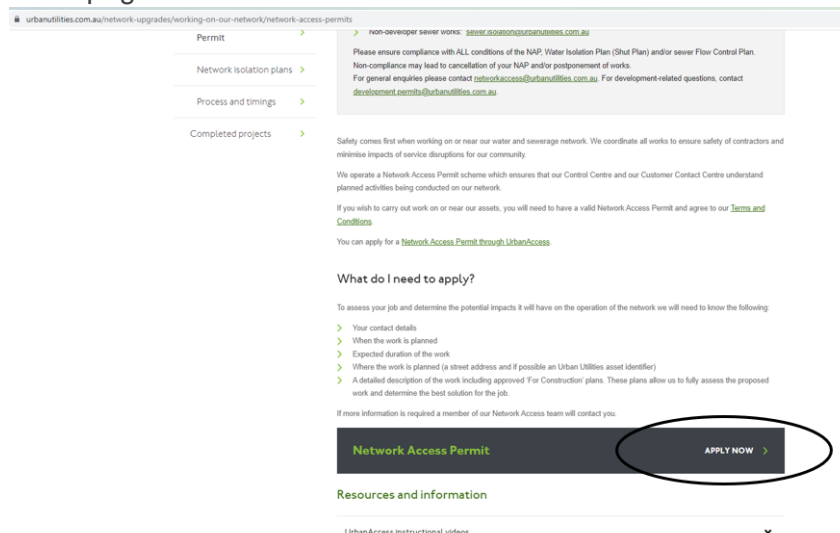 urbanutilities.com.au/network-upgrades/working-on-our-network/network-access-permits
Permit
Network isolation plans
Process and timings
Completed projects
Non-developer sewer works: sewer.isolation@urbanutilities.com.au
Please ensure compliance with ALL conditions of the NAP, Water Isolation Plan (Shut Plan) and/or sewer Flow Control Plan.
Non-compliance may lead to cancellation of your NAP and/or postponement of works.
For general enquiries please contact networkaccess@urbanutilities.com.au. For development-related questions, contact
development.permits@urbanutilities.com.au.
Safety comes first when working on or near our water and sewerage network. We coordinate all works to ensure safety of contractors and
minimise impacts of service disruptions for our community.
We operate a Network Access Permit scheme which ensures that our Control Centre and our Customer Contact Centre understand
planned activities being conducted on our network.
If you wish to carry out work on or near our assets, you will need to have a valid Network Access Permit and agree to our Terms and
Conditions.
You can apply for a Network Access Permit through UrbanAccess.
What do I need to apply?
To assess your job and determine the potential impacts it will have on the operation of the network we will need to know the following:
Your contact details
When the work is planned
Expected duration of the work
Where the work is planned (a street address and if possible an Urban Utilities asset identifier)
A detailed description of the work including approved 'For Construction' plans. These plans allow us to fully assess the proposed
work and determine the best solution for the job.
If more information is required a member of our Network Access team will contact you.
Network Access Permit
APPLY NOW
Resources and information
UrbanAccess instructional videos